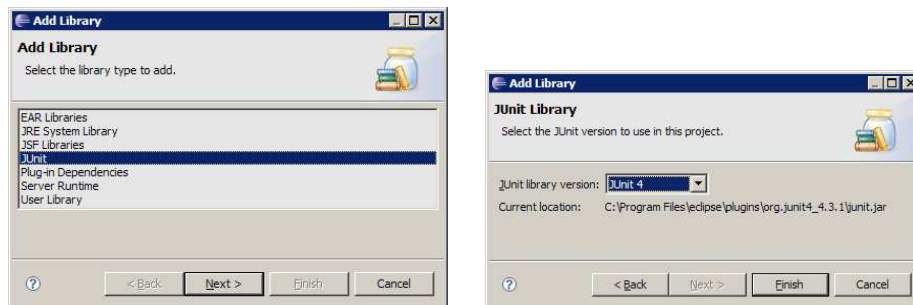 Add Library
Add Library
Select the library type to add.
EAR Libraries
JRE System Library
JSF Libraries
JUnit
Plug-in Dependencies
Server Runtime
User Library
?
< Back
Next >
Finish
Cancel
Add Library
JUnit Library
Select the JUnit version to use in this project.
JUnit library version: JUnit 4
Current location: C:\Program Files\eclipse\plugins\org.junit4_4.3.1\junit.jar
?
< Back
Next >
Finish
Cancel